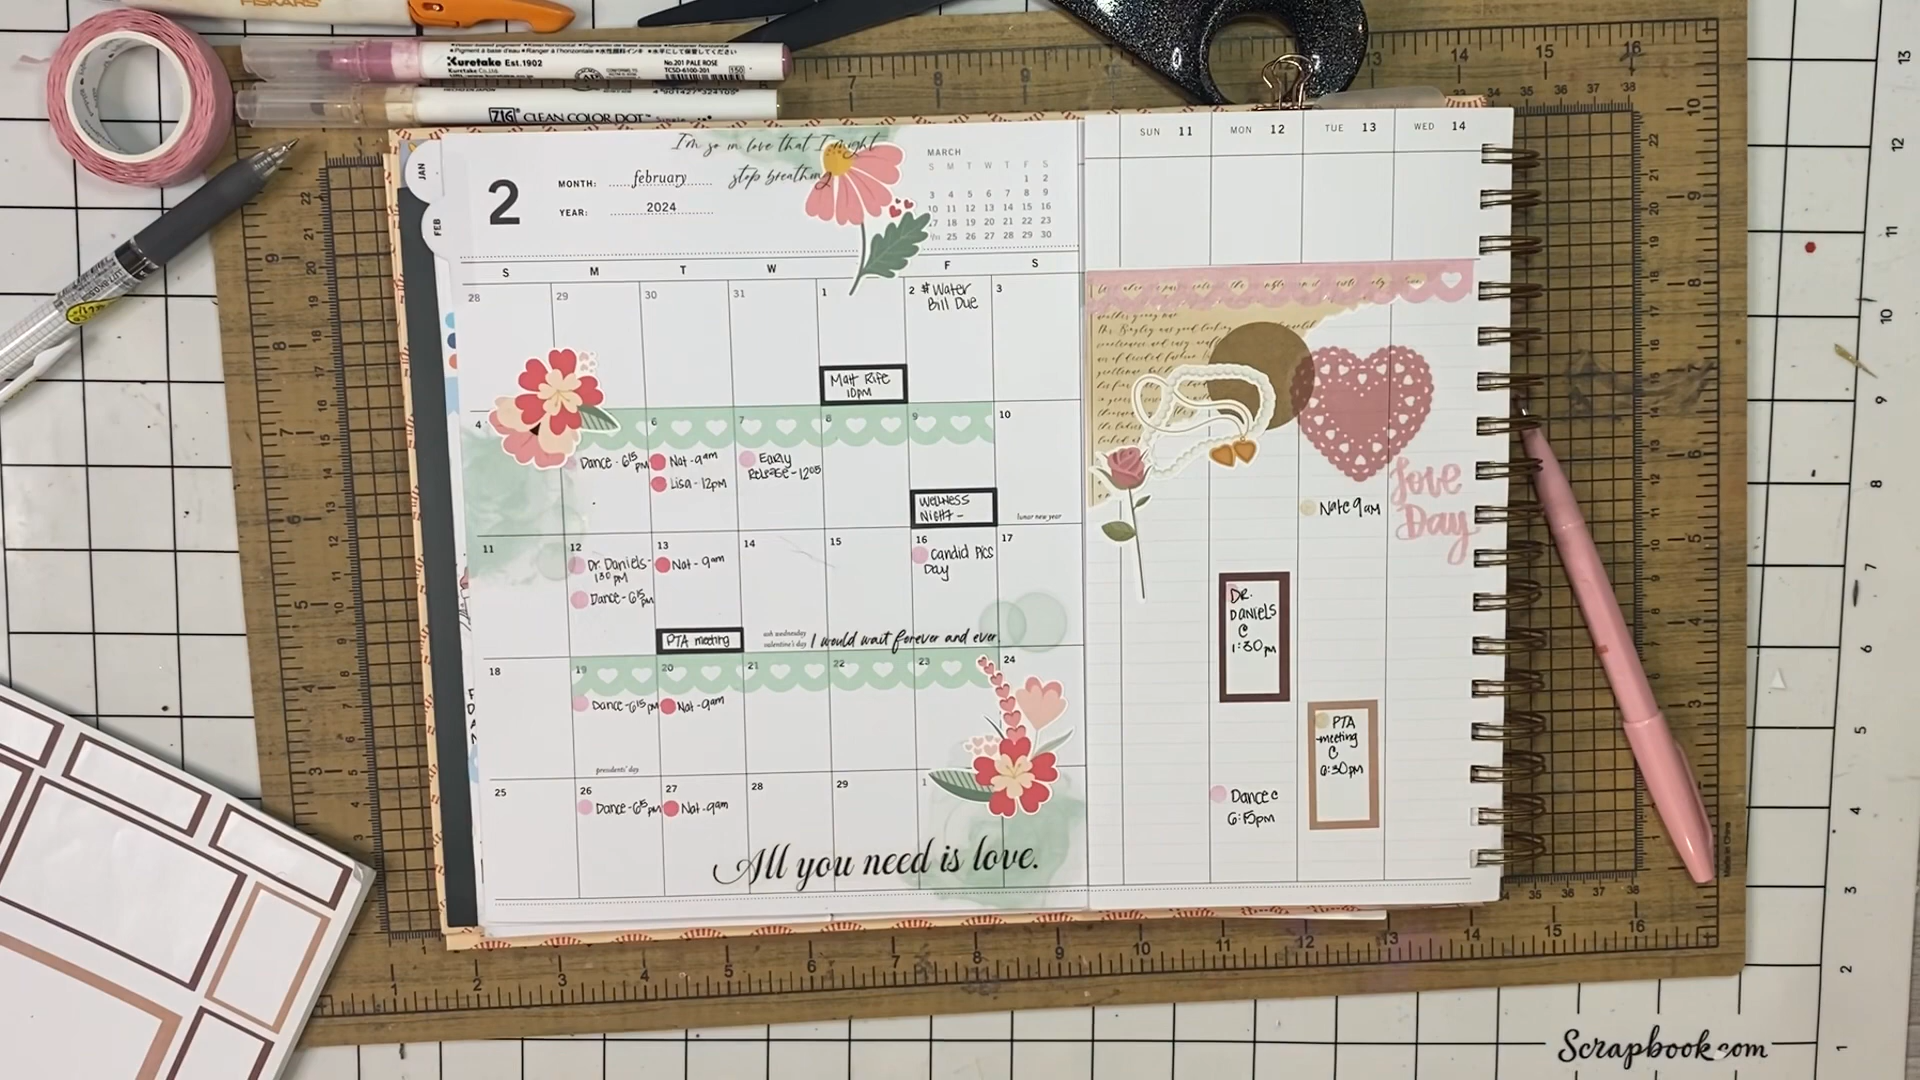 FISKARS
Kuretake Est.1902
Kuretake Co.Ltd.
No.201 PALE ROSE
TCSD-6100-201 150
ZIG CLEAN COLOR DOT
JAN
FEB
2
MONTH: february
YEAR: 2024
I'm so in love that I might
stop breathing
MARCH
S M T W T F S
1 2
3 4 5 6 7 8 9
10 11 12 13 14 15 16
17 18 19 20 21 22 23
25 26 27 28 29 30
S M T W F S
28 29 30 31 1 2 3
$ Water
Bill Due
Matt Rife
10PM
4 6 7 8 9 10
Dance - 6:15 PM
Nat - 9am
Lisa - 12pm
Early
Release - 12:05
Wellness
Night -
lunar new year
11 12 13 14 15 16 17
Dr. Daniels -
1:30 PM
Dance - 6:15 pm
Nat - 9am
PTA meeting
ash wednesday
valentine's day
I would wait forever and ever.
Candid Pics
Day
18 19 20 21 22 23 24
Dance - 6:15 pm
Nat - 9am
presidents' day
25 26 27 28 29 1
Dance - 6:15 pm
Nat - 9am
All you need is love.
SUN 11 MON 12 TUE 13 WED 14
Love
Day
Nate 9am
DR.
DANIELS
@
1:30pm
PTA
meeting
@
6:30pm
Dance @
6:15pm
Scrapbook.com